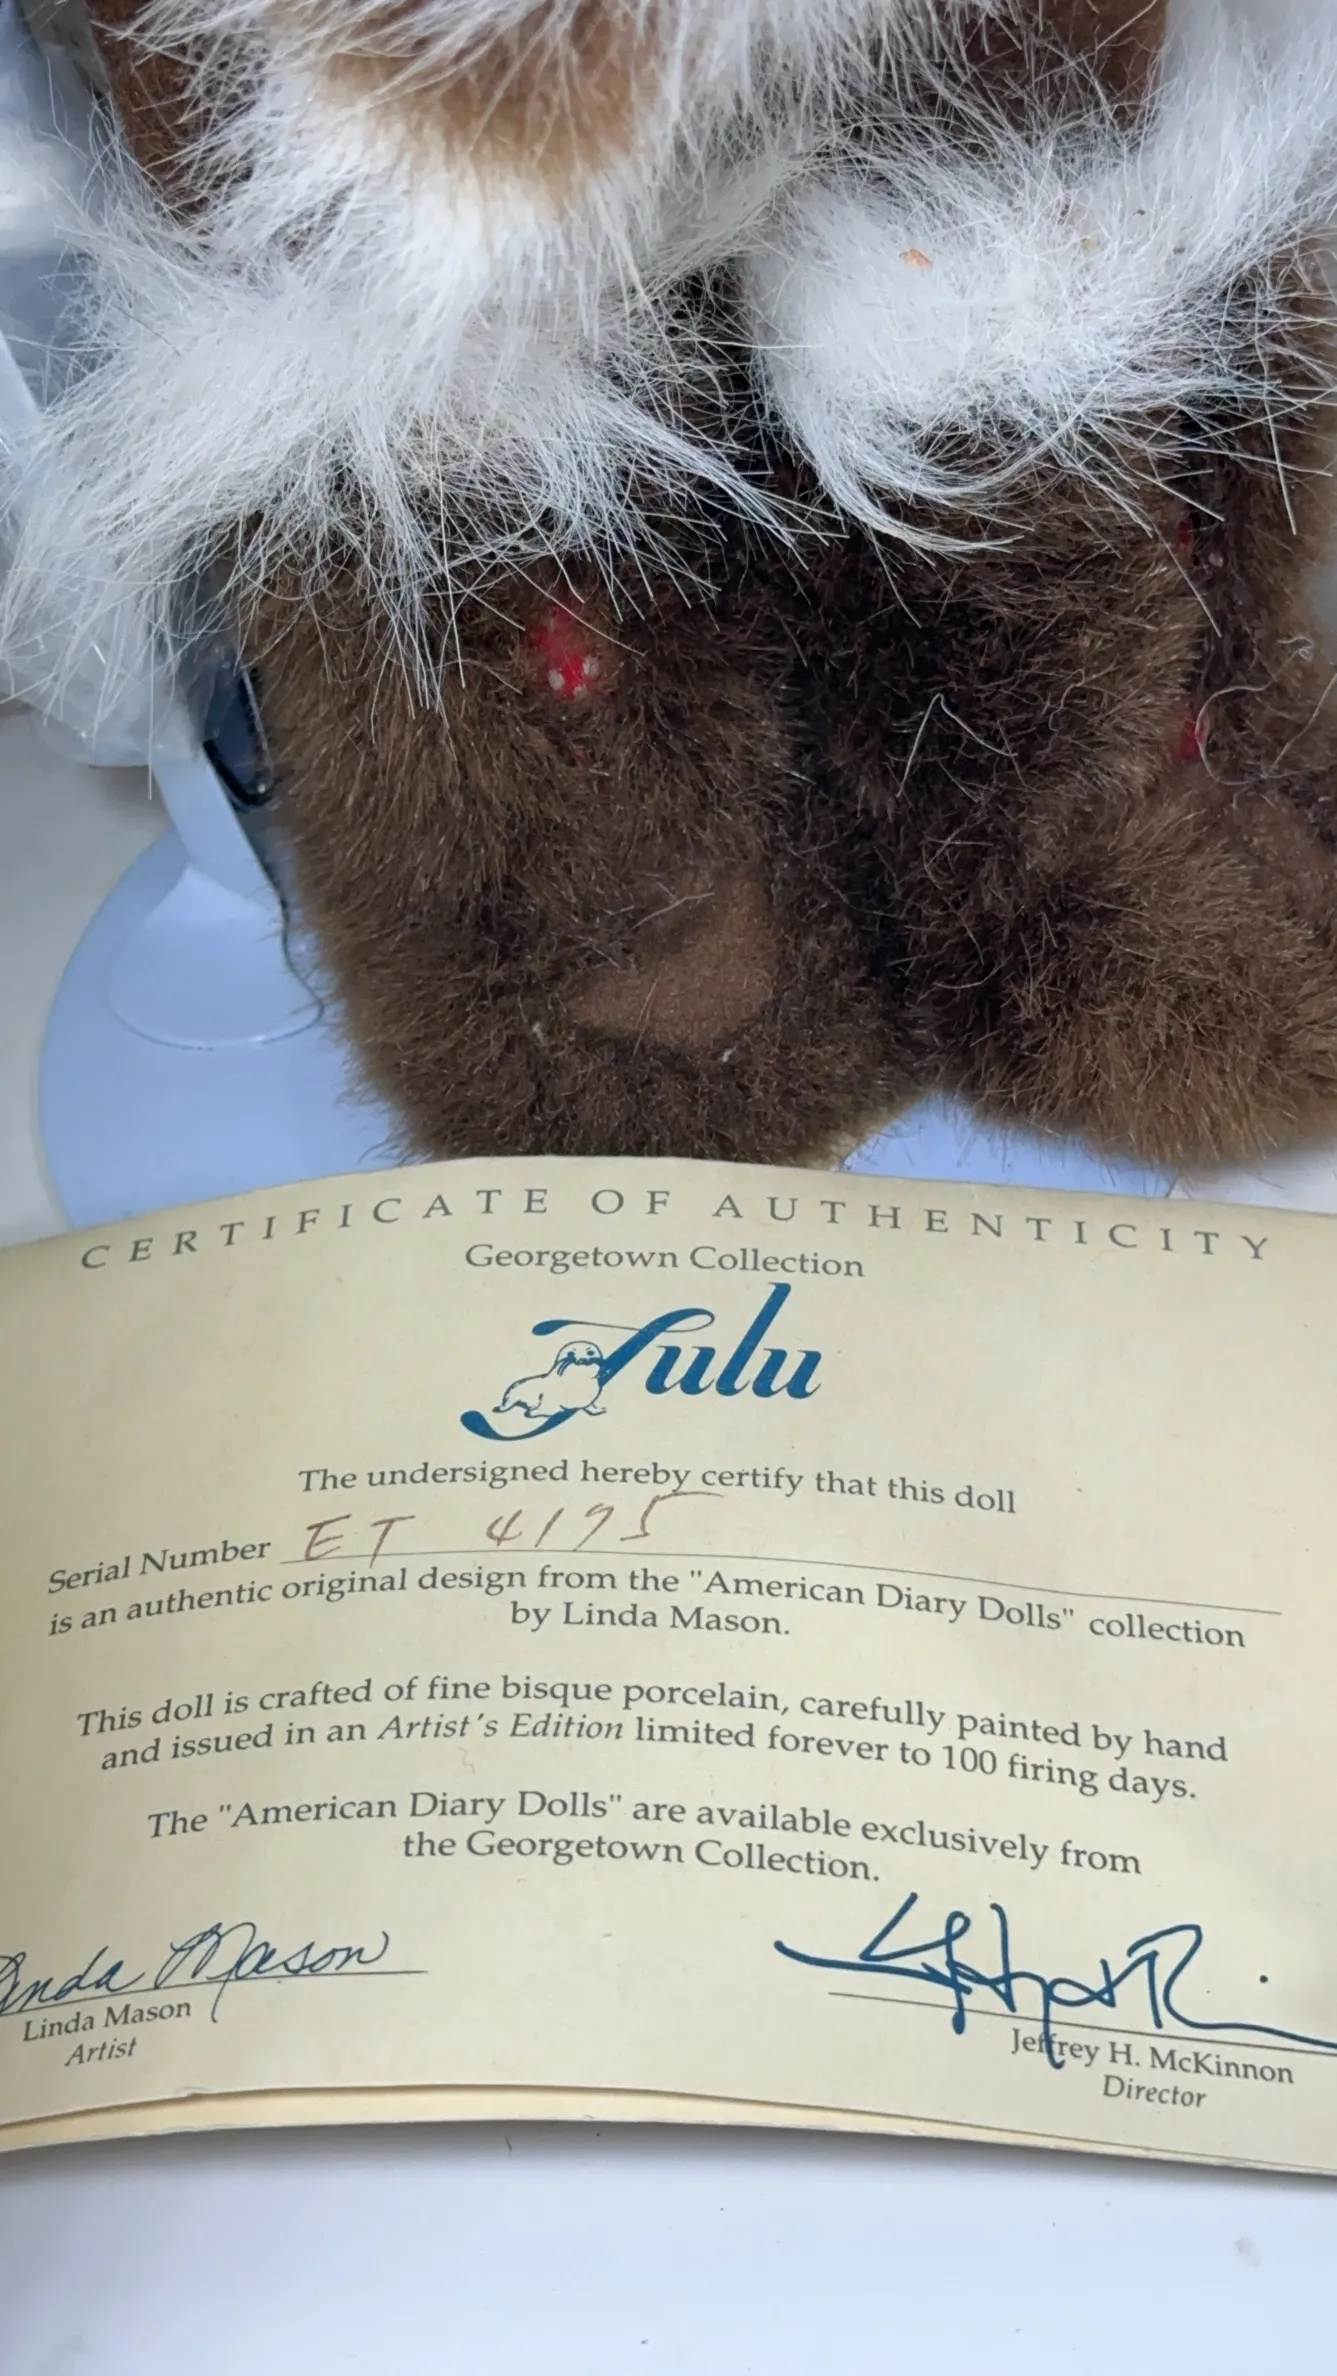 CERTIFICATE OF AUTHENTICITY
Georgetown Collection
Tulu
The undersigned hereby certify that this doll
Serial Number ET 4195
is an authentic original design from the "American Diary Dolls" collection
by Linda Mason.
This doll is crafted of fine bisque porcelain, carefully painted by hand
and issued in an Artist's Edition limited forever to 100 firing days.
The "American Diary Dolls" are available exclusively from
the Georgetown Collection.
Linda Mason
Linda Mason
Artist
Jeffrey H. McKinnon
Director